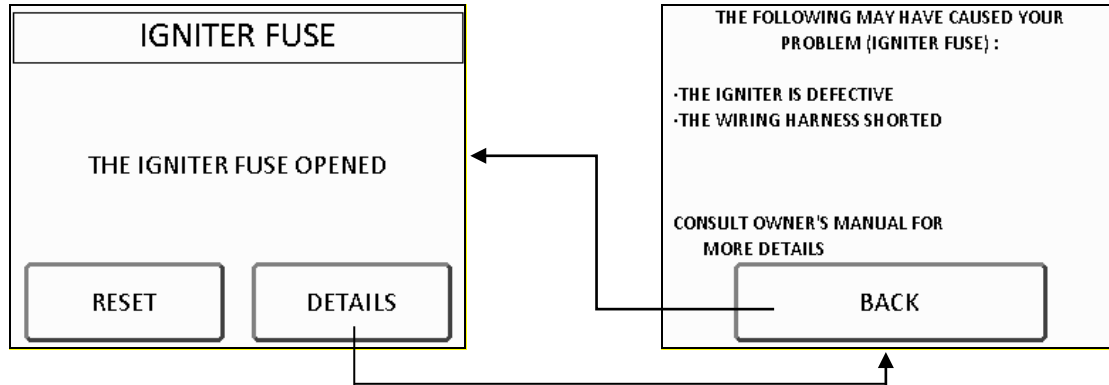 IGNITER FUSE
THE IGNITER FUSE OPENED
RESET
DETAILS
THE FOLLOWING MAY HAVE CAUSED YOUR
PROBLEM (IGNITER FUSE) :
·THE IGNITER IS DEFECTIVE
·THE WIRING HARNESS SHORTED
CONSULT OWNER'S MANUAL FOR
MORE DETAILS
BACK